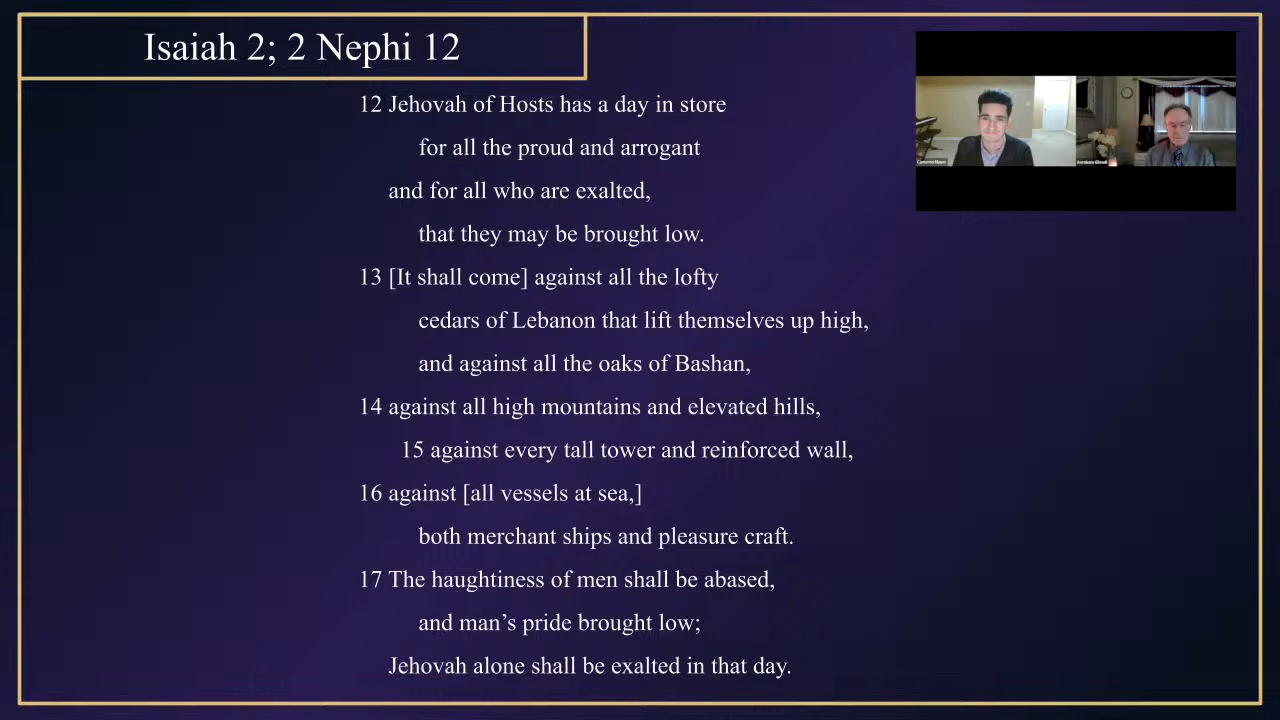 Isaiah 2; 2 Nephi 12
12 Jehovah of Hosts has a day in store
for all the proud and arrogant
and for all who are exalted,
that they may be brought low.
13 [It shall come] against all the lofty
cedars of Lebanon that lift themselves up high,
and against all the oaks of Bashan,
14 against all high mountains and elevated hills,
15 against every tall tower and reinforced wall,
16 against [all vessels at sea,]
both merchant ships and pleasure craft.
17 The haughtiness of men shall be abased,
and man’s pride brought low;
Jehovah alone shall be exalted in that day.
Cameron Mayer
Avraham Gileadi